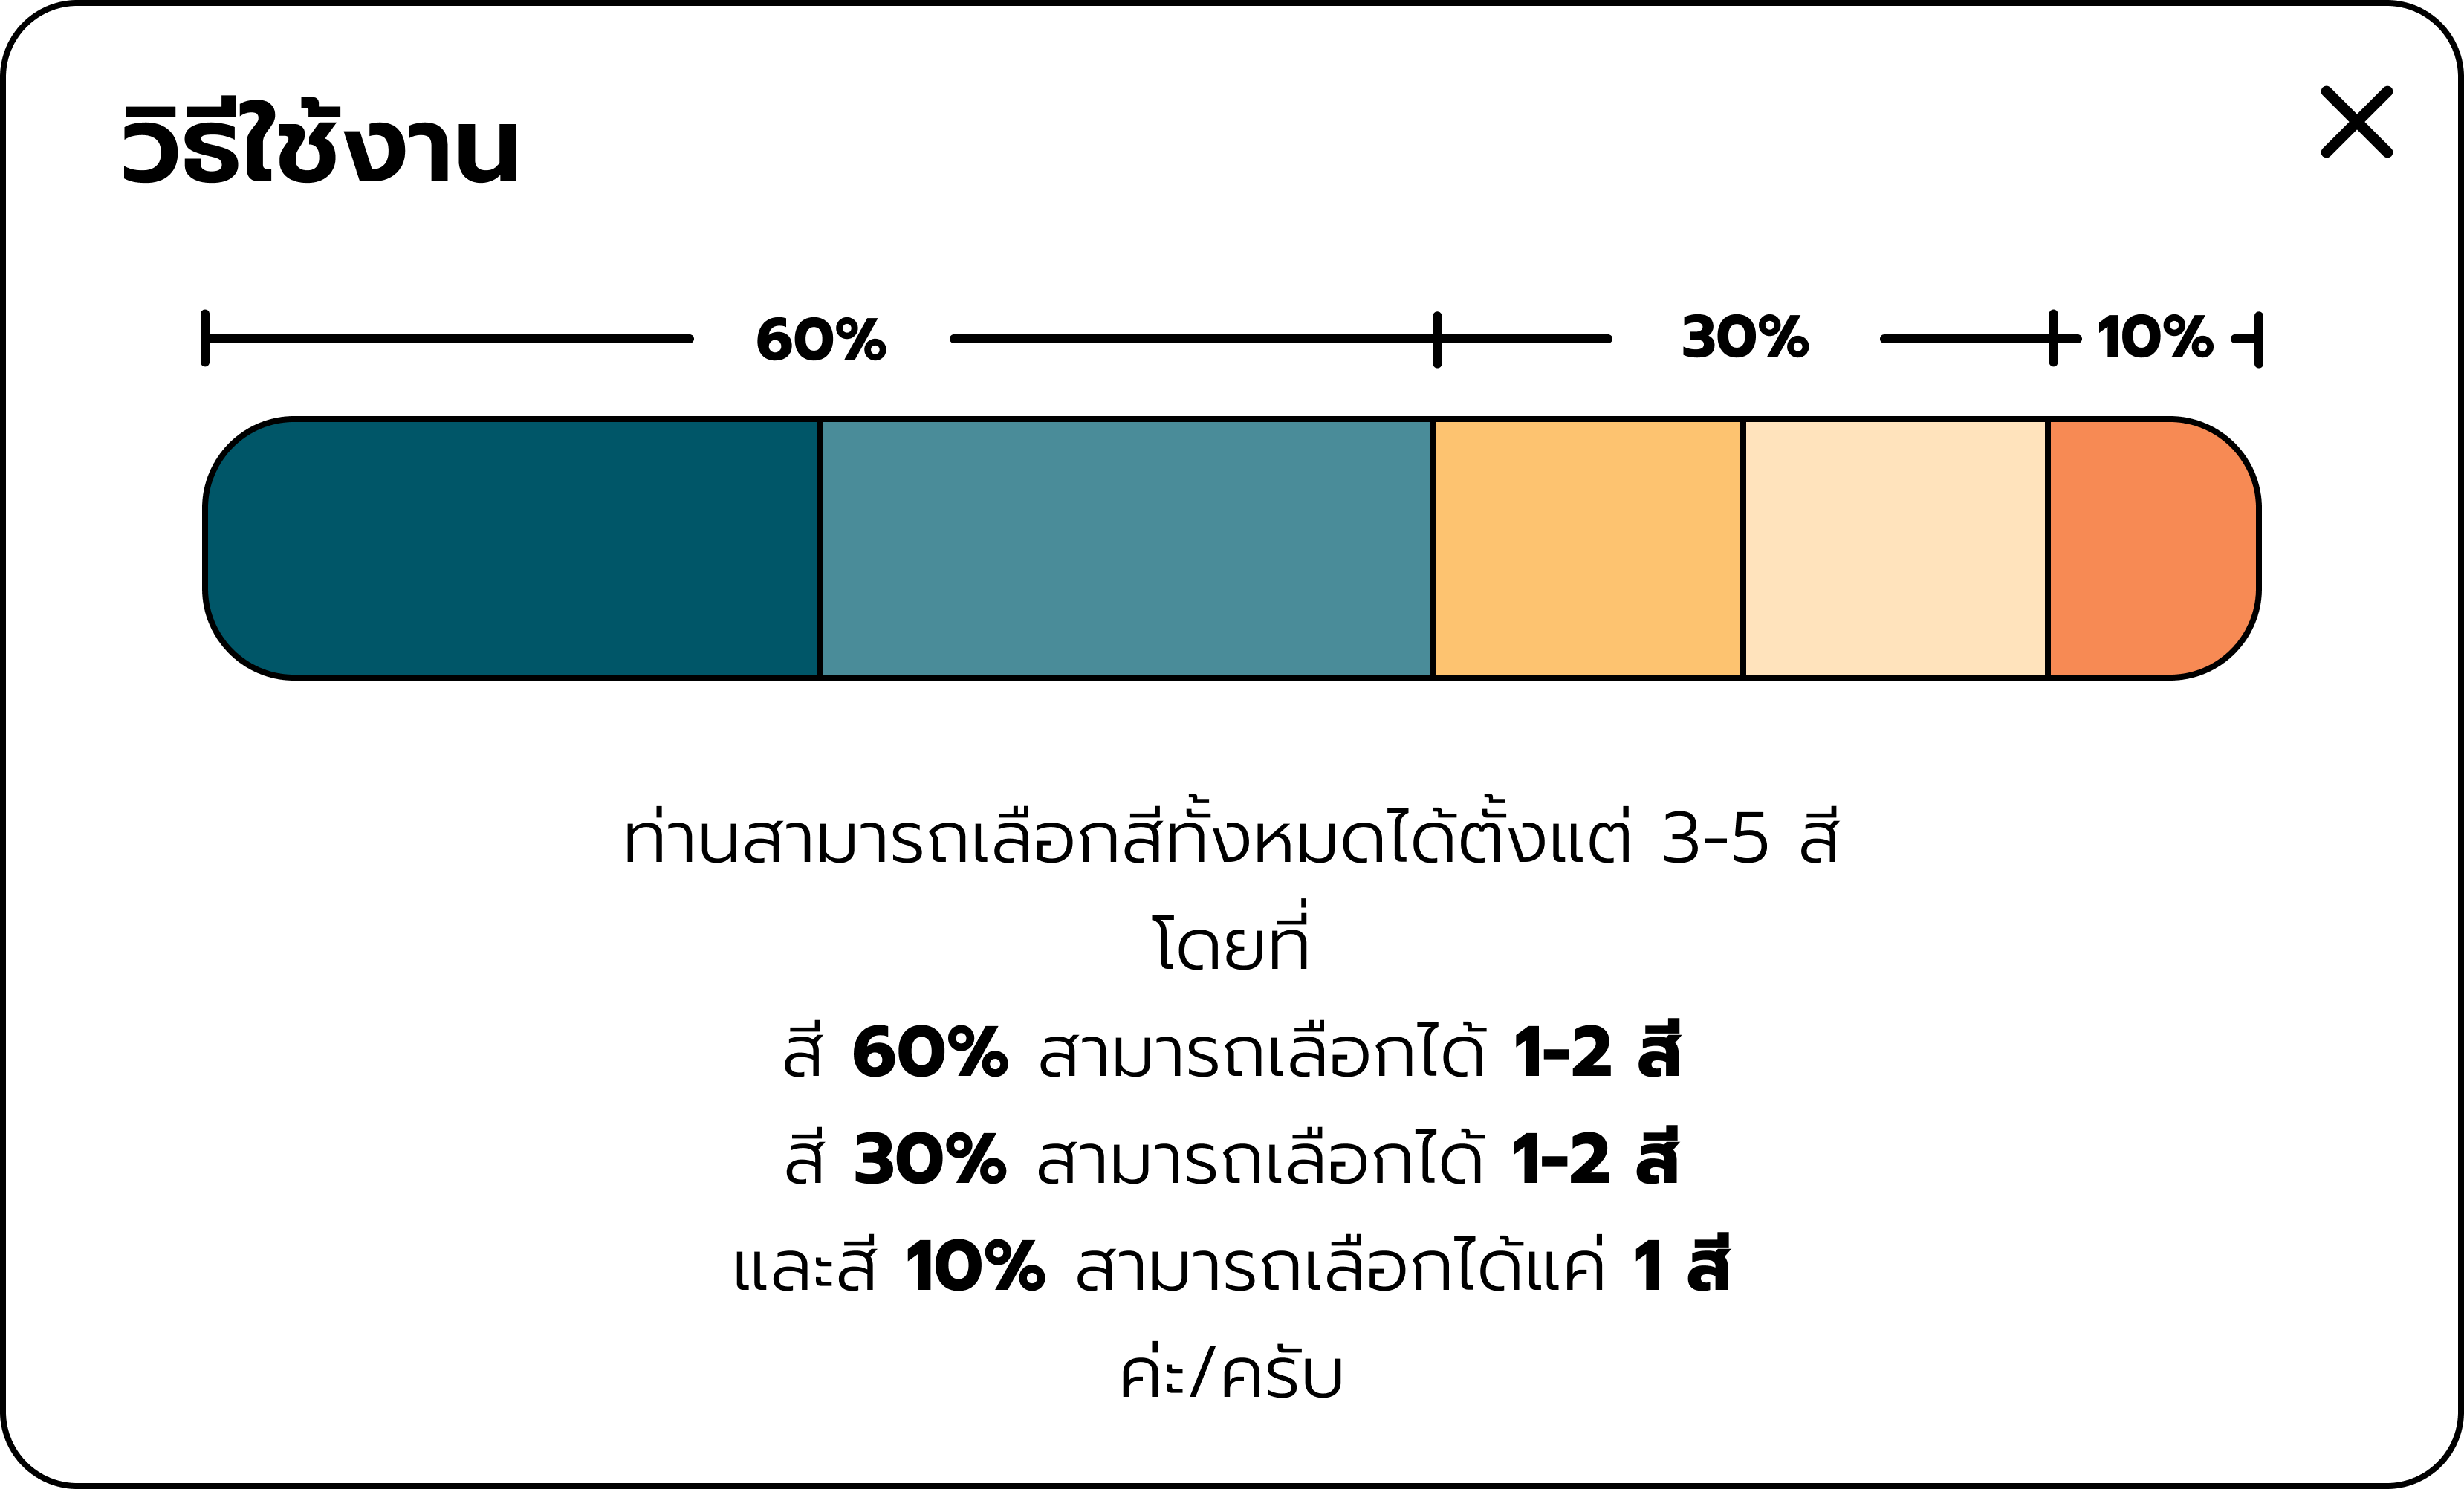 วิธีใช้งาน
60% 30% 10%
ท่านสามารถเลือกสีทั้งหมดได้ตั้งแต่ 3-5 สี
โดยที่
สี 60% สามารถเลือกได้ 1-2 สี
สี 30% สามารถเลือกได้ 1-2 สี
และสี 10% สามารถเลือกได้แค่ 1 สี
ค่ะ/ครับ